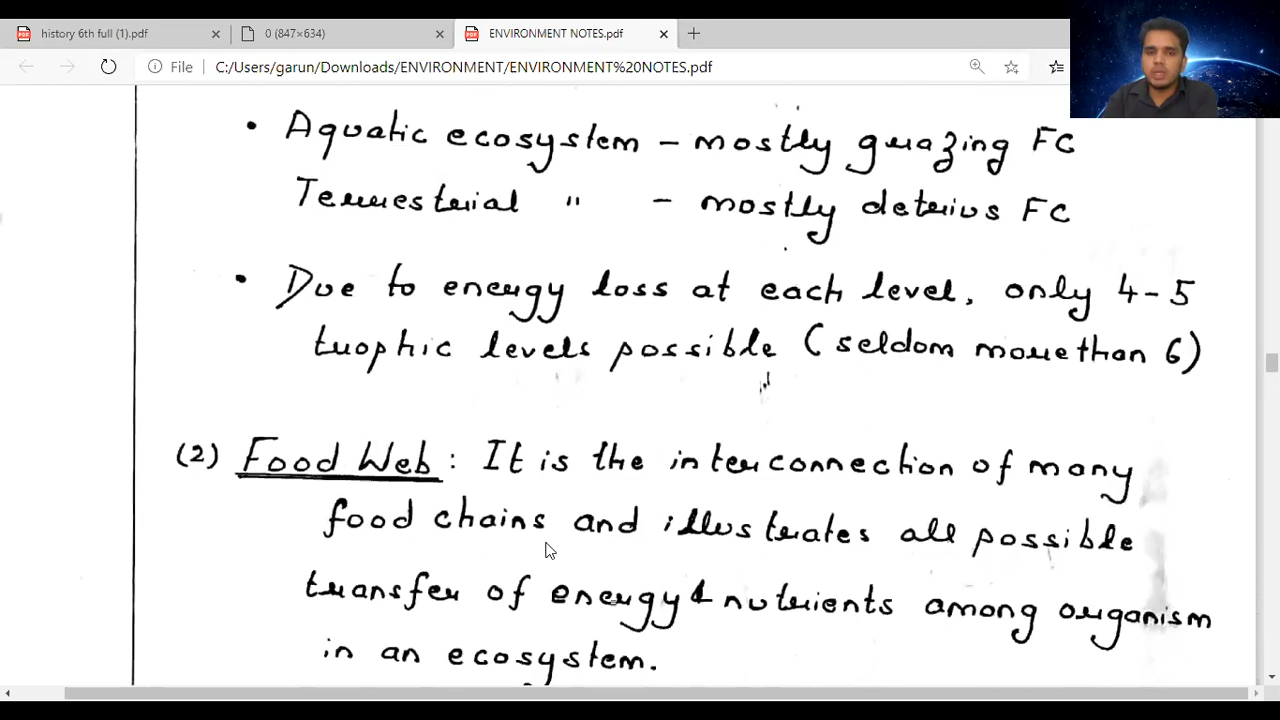 history 6th full (1).pdf
0 (847×634)
ENVIRONMENT NOTES.pdf
File
C:/Users/garun/Downloads/ENVIRONMENT/ENVIRONMENT%20NOTES.pdf
• Aquatic ecosystem – mostly grazing FC
Terrestrial " – mostly detrius FC
• Due to energy loss at each level, only 4-5
trophic levels possible (seldom more than 6)
(2) Food Web : It is the interconnection of many
food chains and illustrates all possible
transfer of energy & nutrients among organism
in an ecosystem.